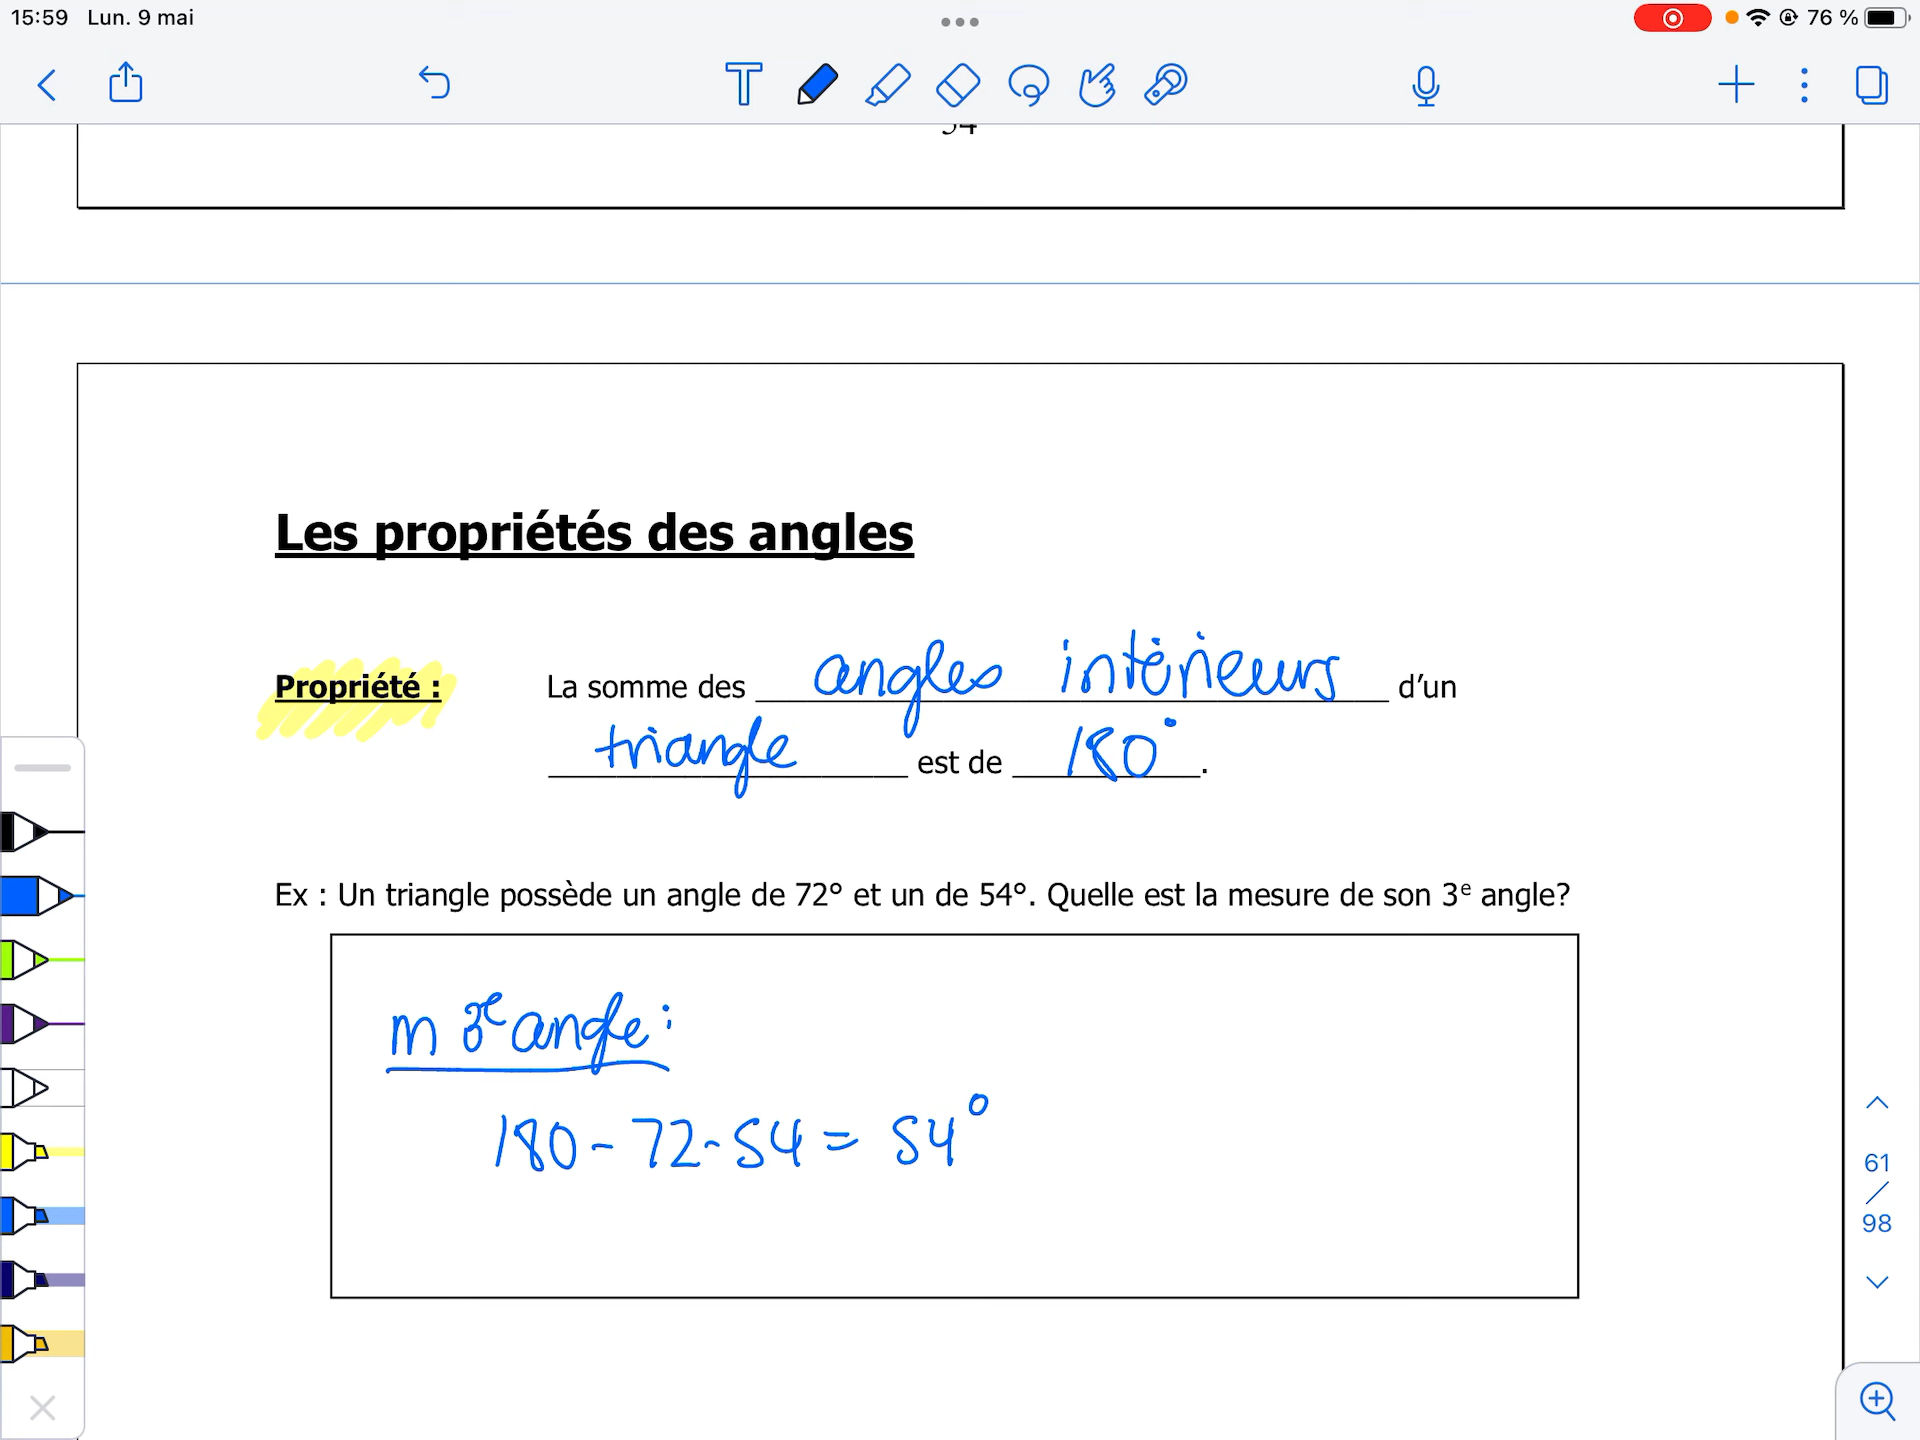 15:59 Lun. 9 mai 76 %
T
54
Les propriétés des angles
Propriété : La somme des angles intérieurs d’un
triangle est de 180°.
Ex : Un triangle possède un angle de 72° et un de 54°. Quelle est la mesure de son 3e angle?
m 3e angle :
180 - 72 - 54 = 54°
61
/
98